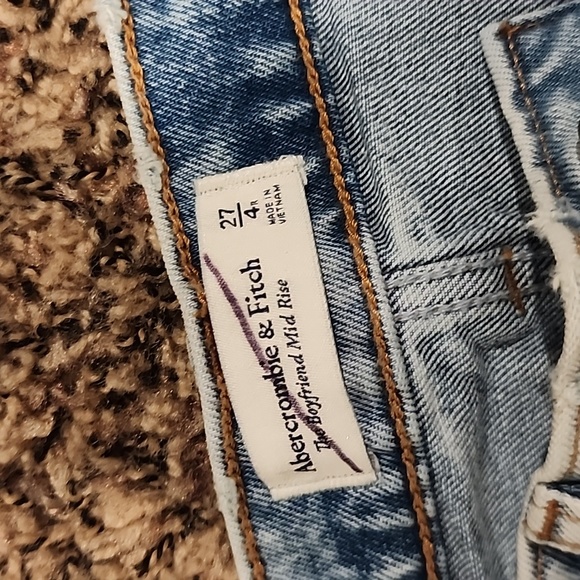 Abercrombie & Fitch
The Boyfriend Mid Rise
27
4R
MADE IN
VIETNAM